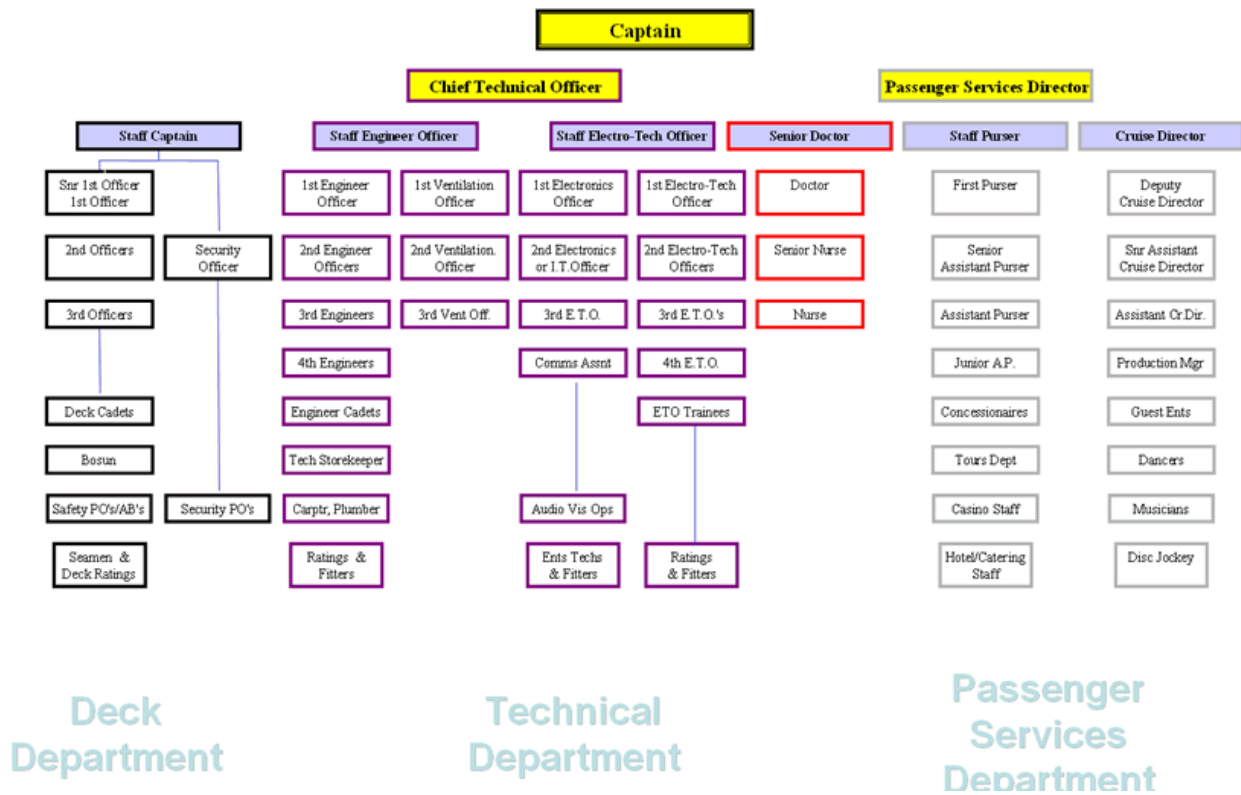 Captain
Chief Technical Officer
Passenger Services Director
Staff Captain
Staff Engineer Officer
Staff Electro-Tech Officer
Senior Doctor
Staff Purser
Cruise Director
Snr 1st Officer
1st Officer
1st Engineer
Officer
1st Ventilation
Officer
1st Electronics
Officer
1st Electro-Tech
Officer
Doctor
First Purser
Deputy
Cruise Director
2nd Officers
Security
Officer
2nd Engineer
Officers
2nd Ventilation.
Officer
2nd Electronics
or I.T.Officer
2nd Electro-Tech
Officers
Senior Nurse
Senior
Assistant Purser
Snr Assistant
Cruise Director
3rd Officers
3rd Engineers
3rd Vent Off.
3rd E.T.O.
3rd E.T.O.'s
Nurse
Assistant Purser
Assistant Cr.Dir.
4th Engineers
Comms Assnt
4th E.T.O.
Junior A.P.
Production Mgr
Deck Cadets
Engineer Cadets
ETO Trainees
Concessionaires
Guest Ents
Bosun
Tech Storekeeper
Tours Dept
Dancers
Safety PO's/AB's
Security PO's
Carptr, Plumber
Audio Vis Ops
Casino Staff
Musicians
Seamen &
Deck Ratings
Ratings &
Fitters
Ents Techs
& Fitters
Ratings
& Fitters
Hotel/Catering
Staff
Disc Jockey
Deck
Department
Technical
Department
Passenger
Services
Department